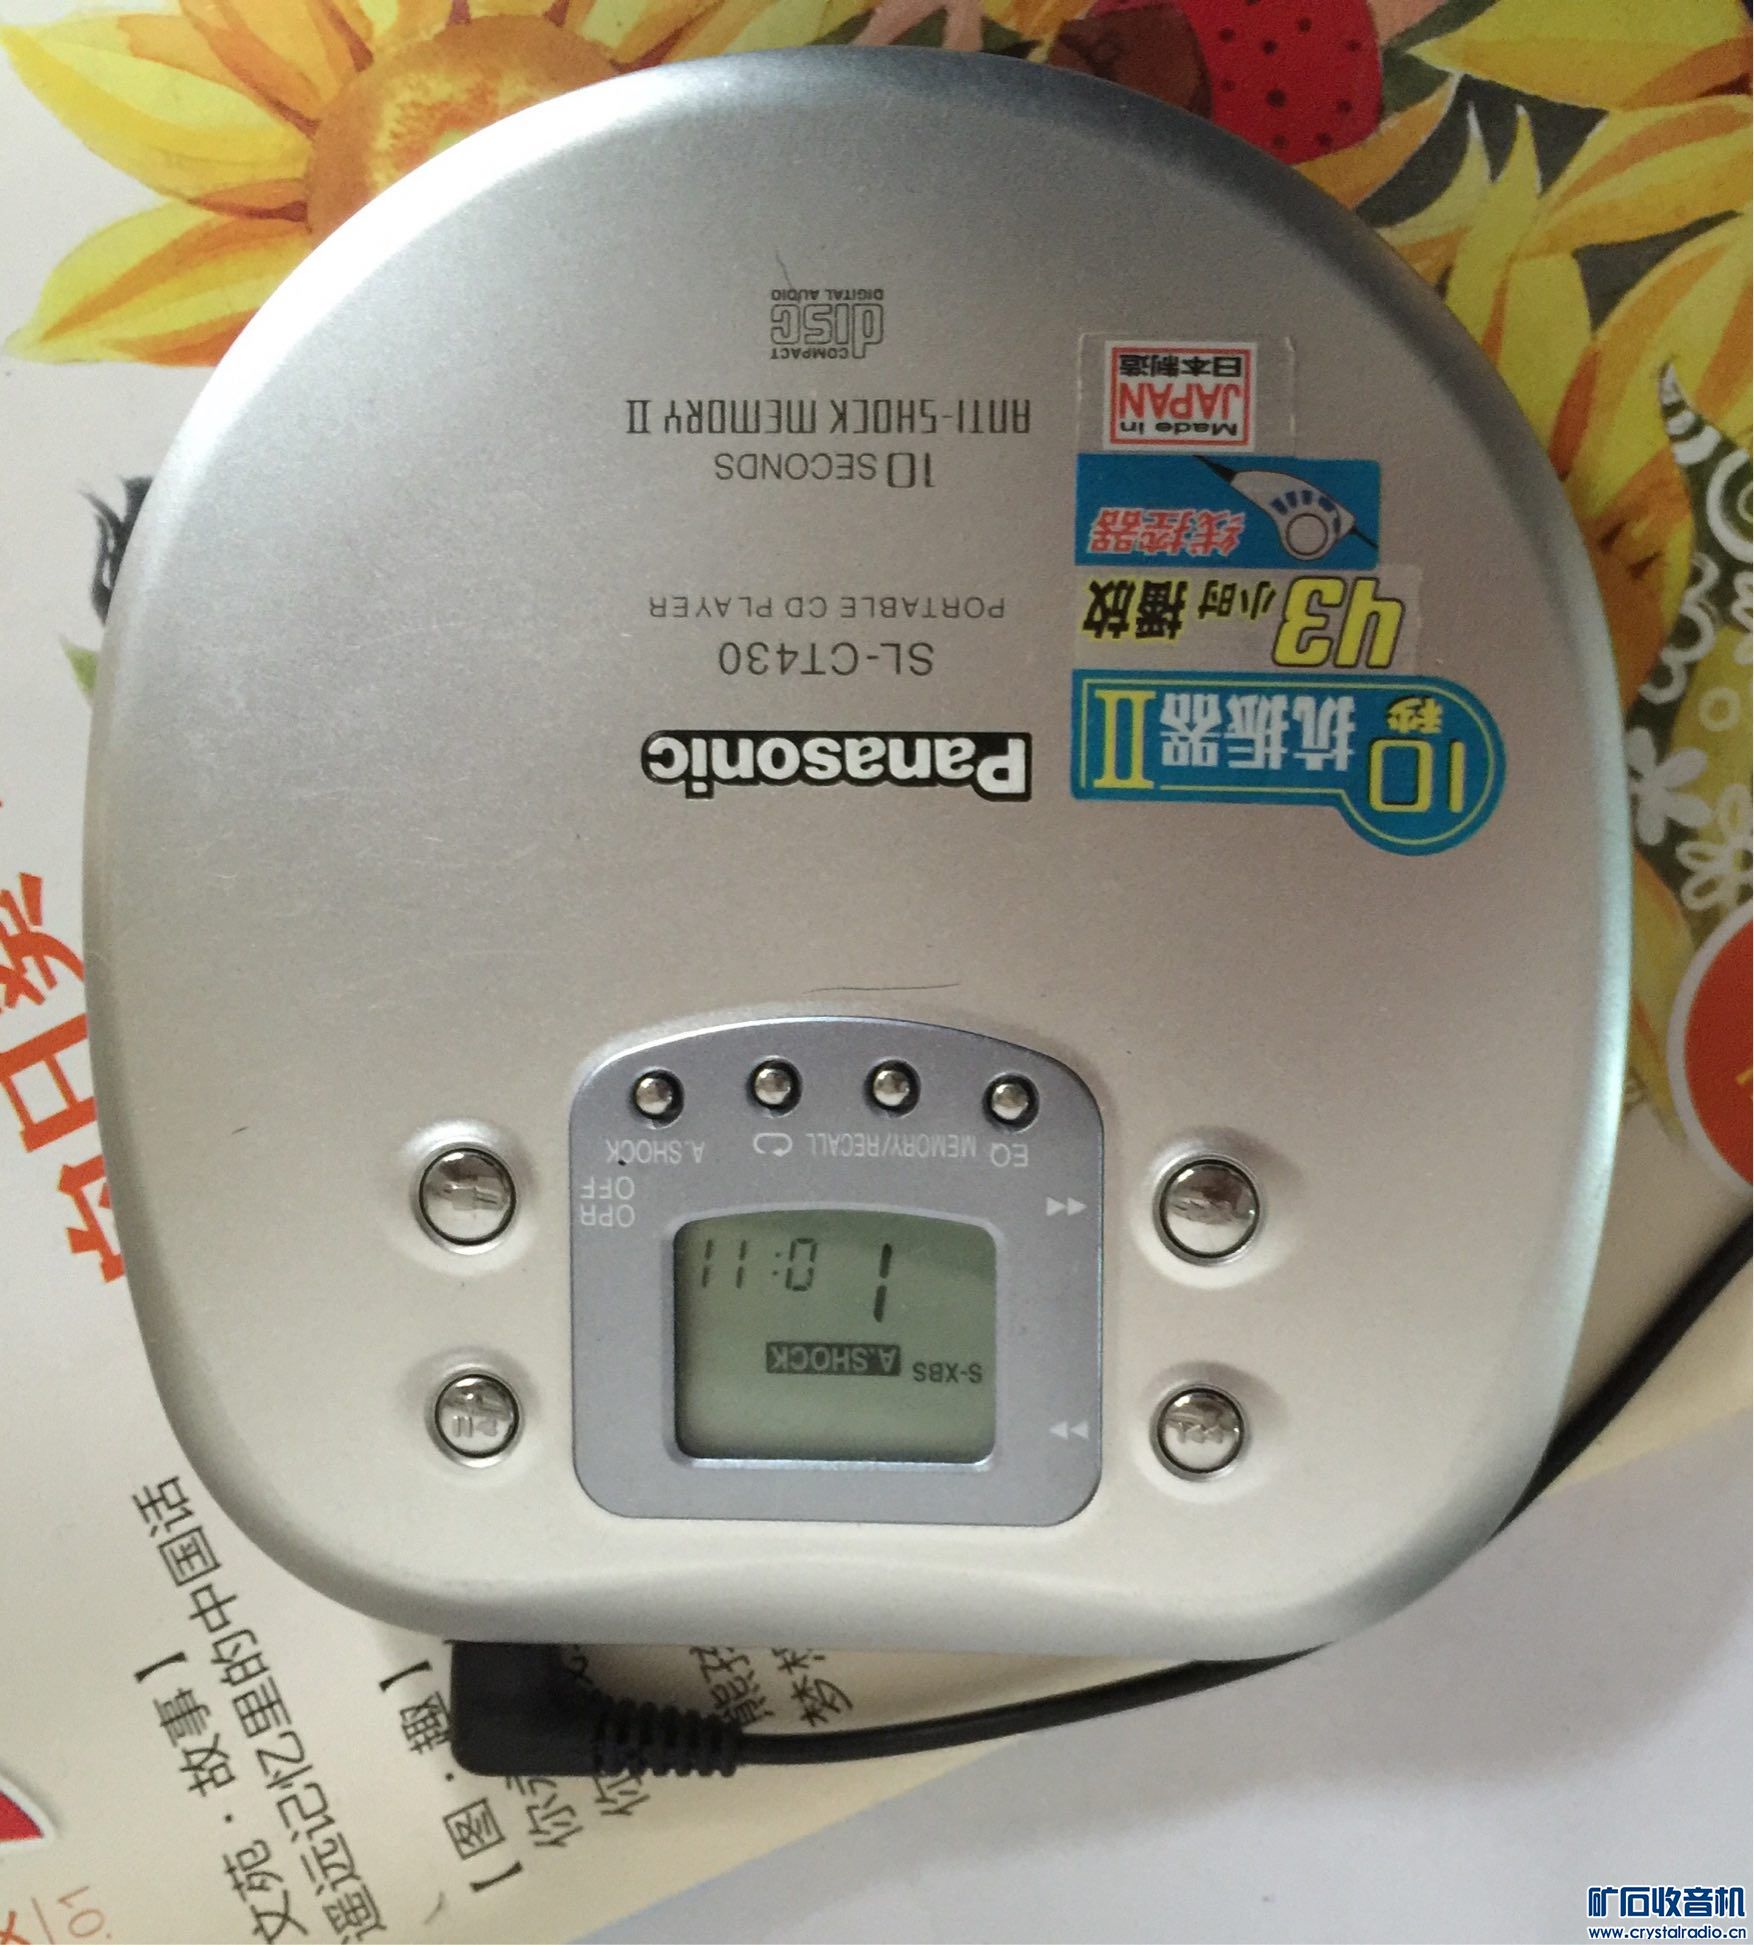 S-XBS A.SHOCK
1 0:11
OPR
OFF
EQ MEMORY/RECALL A.SHOCK
Panasonic
SL-CT430
PORTABLE CD PLAYER
10 SECONDS
ANTI-SHOCK MEMORY II
COMPACT
disc
DIGITAL AUDIO
10秒 抗振器 II
43小时播放
线控器
Made in
JAPAN
日本制造
文苑·故事】
遥远记忆里的中国话
【图·趣】
矿石收音机
www.crystalradio.cn